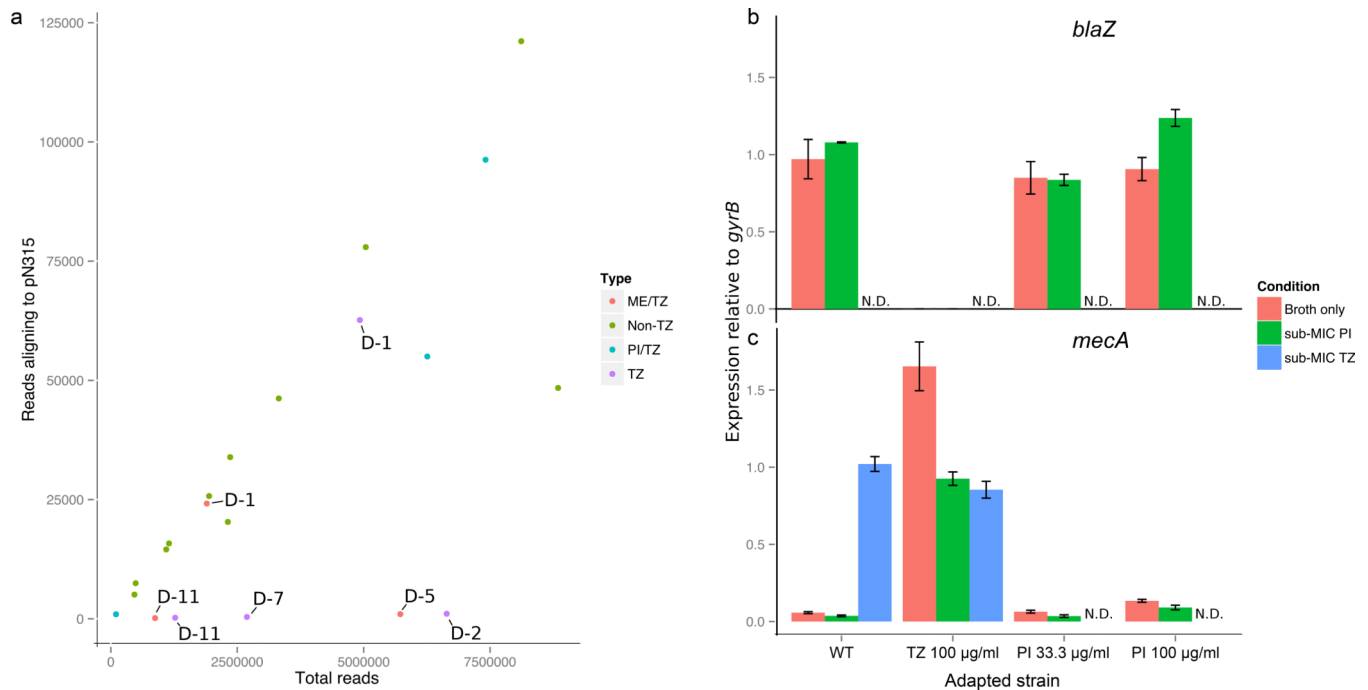 a
125000
100000
75000
50000
25000
0
Reads aligning to pN315
D-1
D-1
D-11
D-11
D-7
D-5
D-2
0
2500000
5000000
7500000
Total reads
Type
ME/TZ
Non-TZ
PI/TZ
TZ
b
blaZ
1.5
1.0
0.5
0.0
N.D.
N.D.
N.D.
N.D.
Expression relative to gyrB
c
mecA
1.5
1.0
0.5
0.0
N.D.
N.D.
WT
TZ 100 µg/ml
PI 33.3 µg/ml
PI 100 µg/ml
Adapted strain
Condition
Broth only
sub-MIC PI
sub-MIC TZ